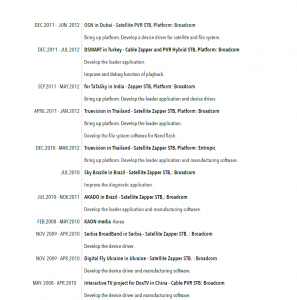 DEC.2011 - JUN. 2012 OSN in Dubai - Satellite PVR STB, Platform: Broadcom
Bring up platform. Develop a device driver for satellite and file system.
DEC.2011 - JUL.2012 DSMART in Turkey - Cable Zapper and PVR Hybrid STB, Platform: Broadcom
Develop the loader application.
Improve and debug function of playback
SEP.2011 - MAY.2012 for TaTaSky in India - Zapper STB, Platform: Broadcom
Bring up platform. Develop the loader application and device driver.
APRIL.2011 - JAN.2012 Truevision in Thailand - Satellite Zapper STB, Platform: Broadcom
Bring up platform. Develop the loader application.
Develop the file system software for Nand flash.
DEC.2010 - MAR.2012 Truevision in Thailand - Satellite Zapper STB, Platform: Entropic
Bring up platform. Develop the loader application and manufacturing software.
JUL.2010 Sky Brazile in Brazil - Satellite Zapper STB, Platform: Broadcom
Improve the diagnostic application.
JUL.2010 - NOV.2011 AKADO in Brazil - Satellite Zapper STB,: Broadcom
Develop the loader application and manufacturing software.
FEB.2008 - MAY.2010 KAON media -Korea
NOV. 2009 - APR.2010 Serbia BroadBand in Serbia - Satellite Zapper STB. : Broadcom
Develop the device driver.
NOV. 2009 - APR.2010 Digital Fly Ukraine in Ukraine - Satellite Zapper STB. : Broadcom
Develop the device driver and manufacturing software.
MAY. 2008 - APR.2010 Interactive TV project for DooTV in China - Cable PVR STB: Broadcom
Develop the device driver and manufacturing software.